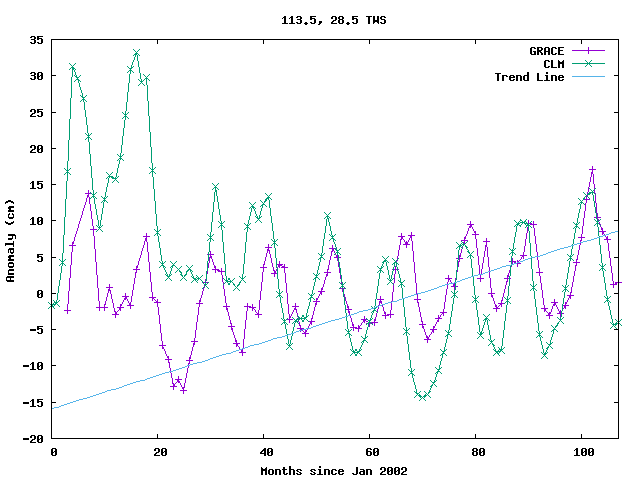 113.5, 28.5 TWS
GRACE
CLM
Trend Line
35
30
25
20
15
10
5
0
-5
-10
-15
-20
Anomaly (cm)
0 20 40 60 80 100
Months since Jan 2002